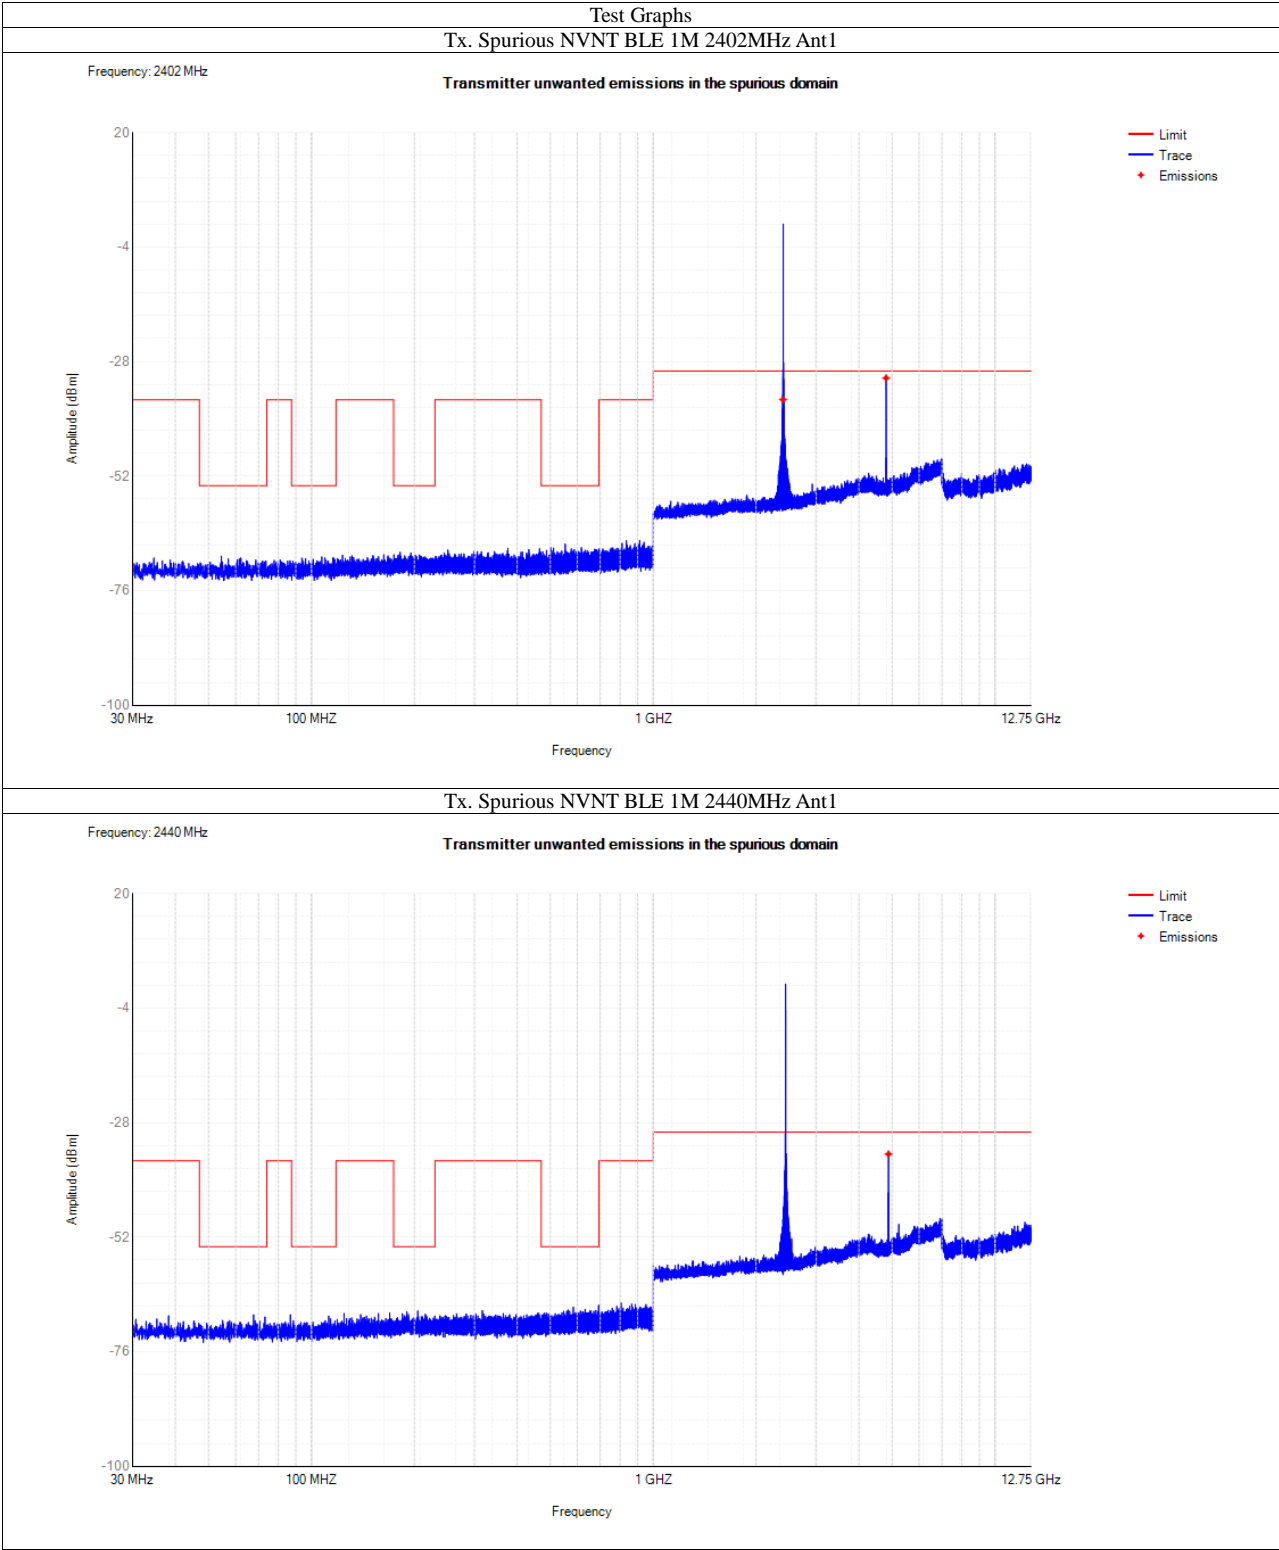 Test Graphs
Tx. Spurious NVNT BLE 1M 2402MHz Ant1
Frequency: 2402 MHz
Transmitter unwanted emissions in the spurious domain
20
-4
-28
-52
-76
-100
Amplitude [dBm]
30 MHz
100 MHZ
1 GHZ
12.75 GHz
Frequency
Limit
Trace
Emissions
Tx. Spurious NVNT BLE 1M 2440MHz Ant1
Frequency: 2440 MHz
Transmitter unwanted emissions in the spurious domain
20
-4
-28
-52
-76
-100
Amplitude [dBm]
30 MHz
100 MHZ
1 GHZ
12.75 GHz
Frequency
Limit
Trace
Emissions